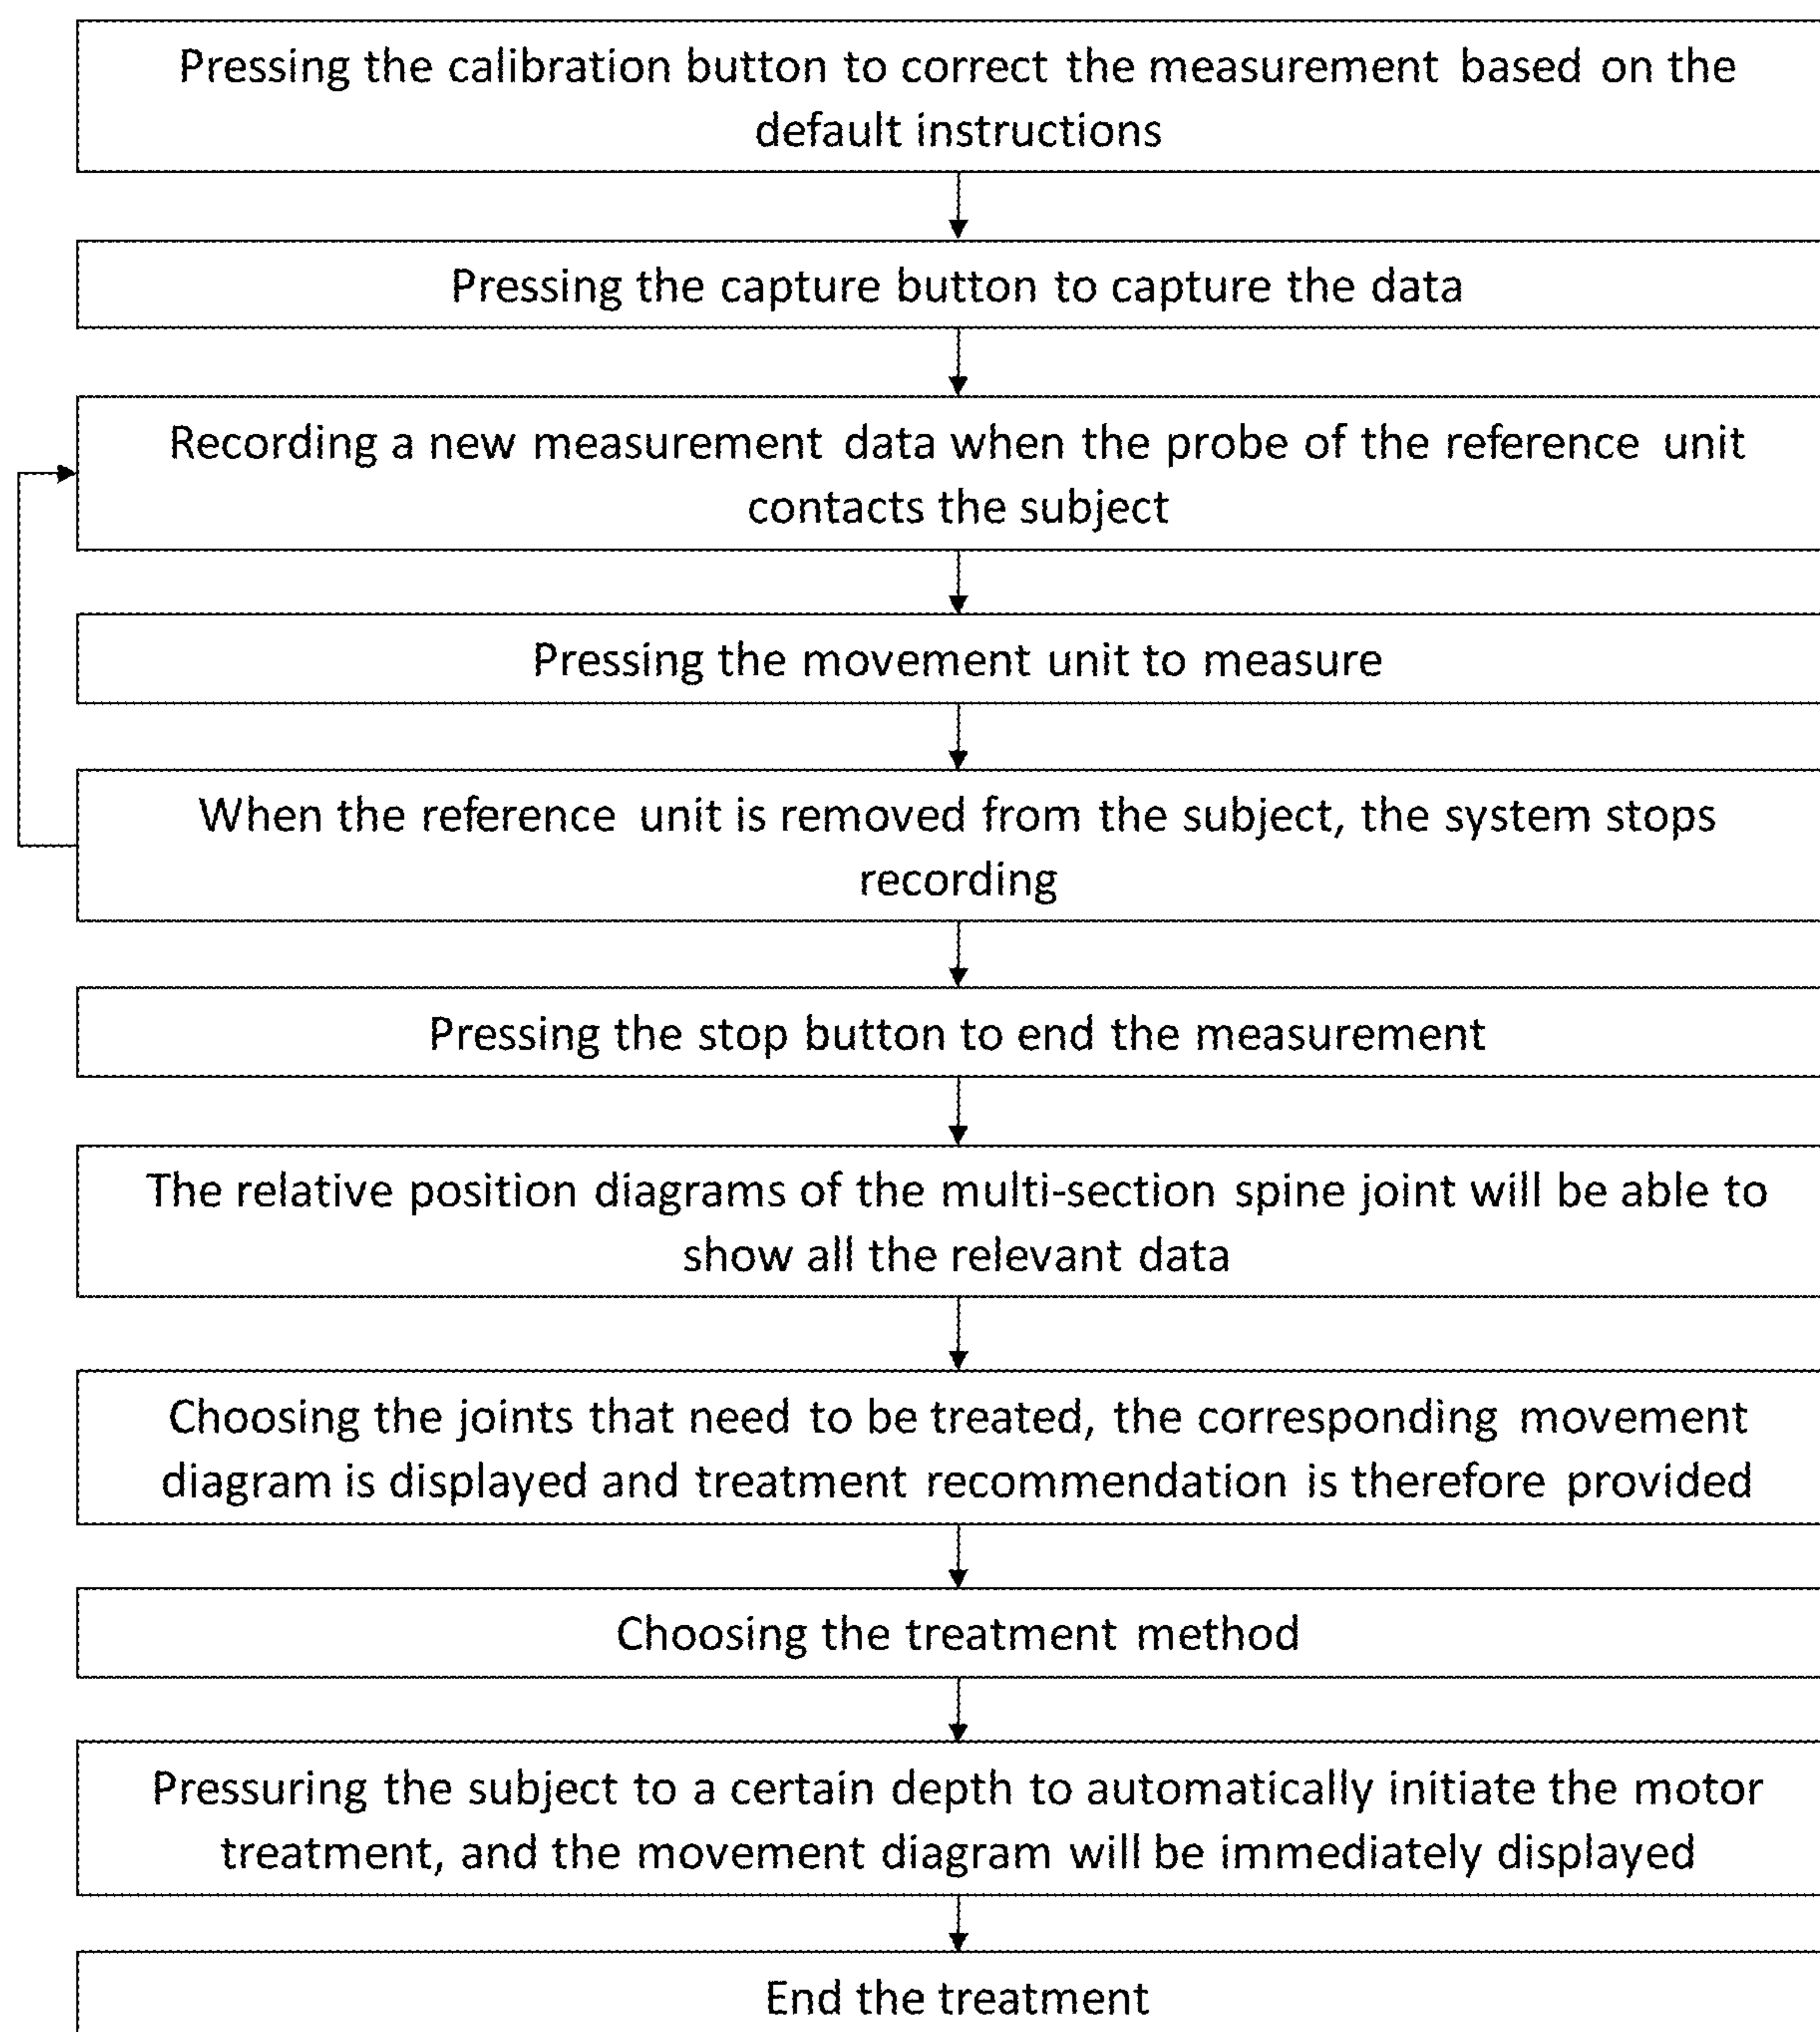 Pressing the calibration button to correct the measurement based on the
default instructions
Pressing the capture button to capture the data
Recording a new measurement data when the probe of the reference unit
contacts the subject
Pressing the movement unit to measure
When the reference unit is removed from the subject, the system stops
recording
Pressing the stop button to end the measurement
The relative position diagrams of the multi-section spine joint will be able to
show all the relevant data
Choosing the joints that need to be treated, the corresponding movement
diagram is displayed and treatment recommendation is therefore provided
Choosing the treatment method
Pressuring the subject to a certain depth to automatically initiate the motor
treatment, and the movement diagram will be immediately displayed
End the treatment